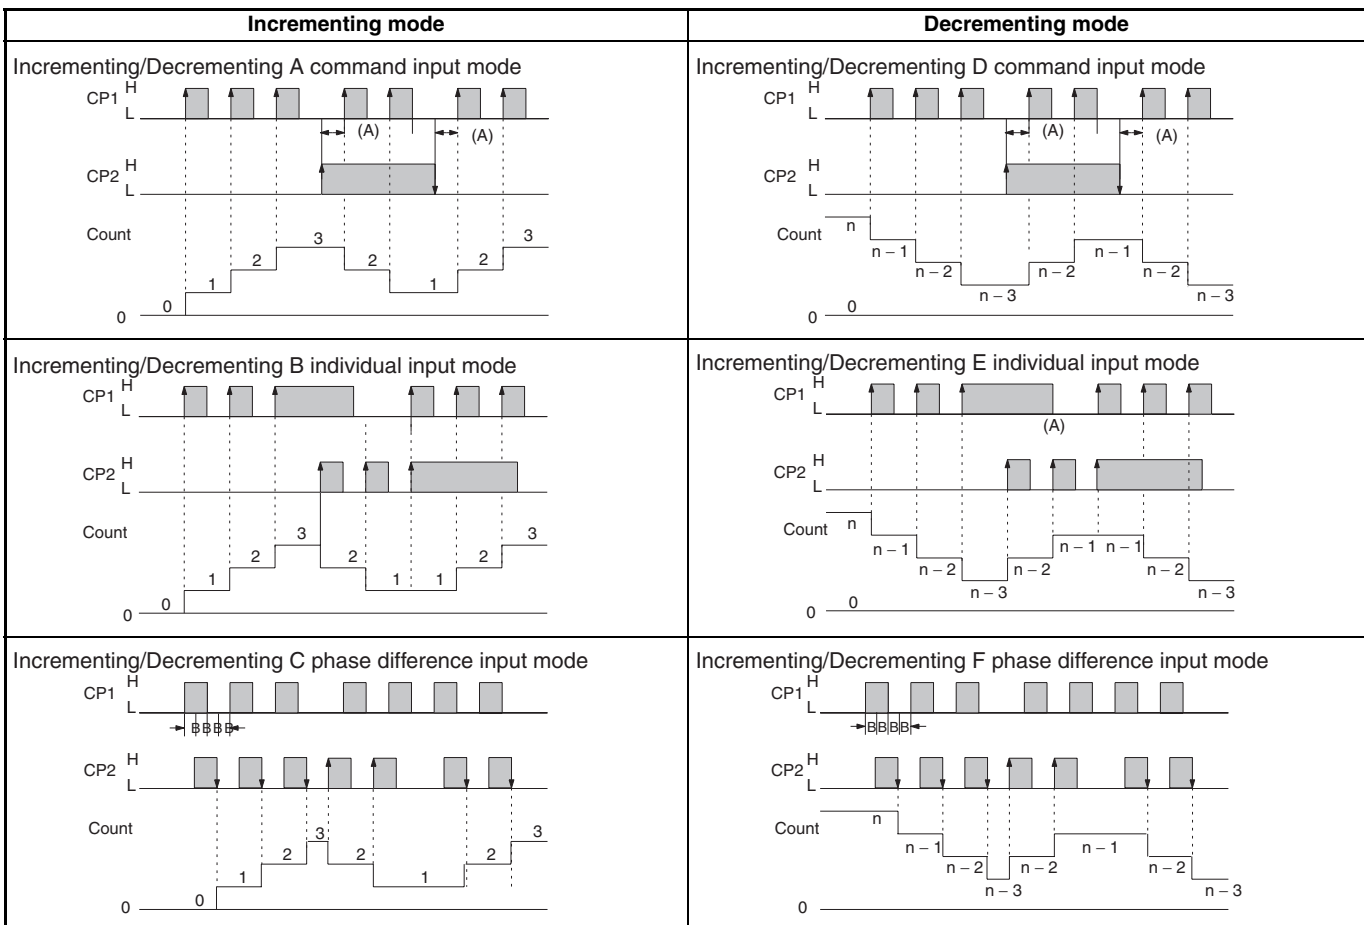 Incrementing mode
Decrementing mode
Incrementing/Decrementing A command input mode
CP1 H
L
(A)
(A)
CP2 H
L
Count
0
0
1
2
3
2
1
2
3
Incrementing/Decrementing D command input mode
CP1 H
L
(A)
(A)
CP2 H
L
Count
n
n – 1
n – 2
n – 3
n – 2
n – 1
n – 2
n – 3
0
0
Incrementing/Decrementing B individual input mode
CP1 H
L
CP2 H
L
Count
0
0
1
2
3
2
1
1
2
3
Incrementing/Decrementing E individual input mode
CP1 H
L
(A)
CP2 H
L
Count
n
n – 1
n – 2
n – 3
n – 2
n – 1
n – 1
n – 2
n – 3
0
0
Incrementing/Decrementing C phase difference input mode
CP1 H
L
B B B B
CP2 H
L
Count
0
0
1
2
3
2
1
2
3
Incrementing/Decrementing F phase difference input mode
CP1 H
L
B B B B
CP2 H
L
Count
n
n – 1
n – 2
n – 3
n – 2
n – 1
n – 2
n – 3
0